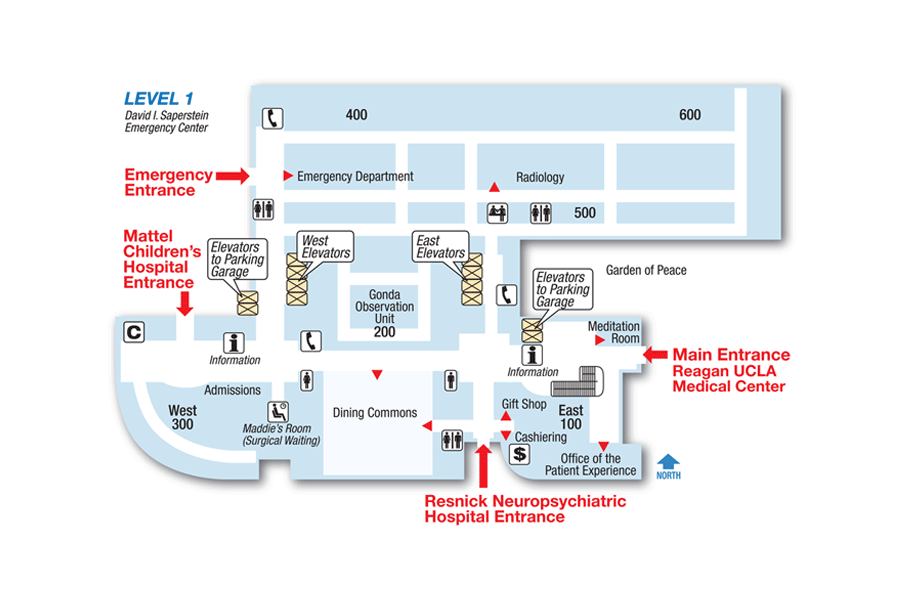 LEVEL 1
David I. Saperstein
Emergency Center
400
600
Emergency
Entrance
Emergency Department
Radiology
500
Mattel
Children's
Hospital
Entrance
Elevators
to Parking
Garage
West
Elevators
East
Elevators
Elevators
to Parking
Garage
Garden of Peace
Gonda
Observation
Unit
200
C
Information
Information
Meditation
Room
Main Entrance
Reagan UCLA
Medical Center
Admissions
West
300
Maddie's Room
(Surgical Waiting)
Dining Commons
Gift Shop
East
100
Cashiering
$
Office of the
Patient Experience
NORTH
Resnick Neuropsychiatric
Hospital Entrance